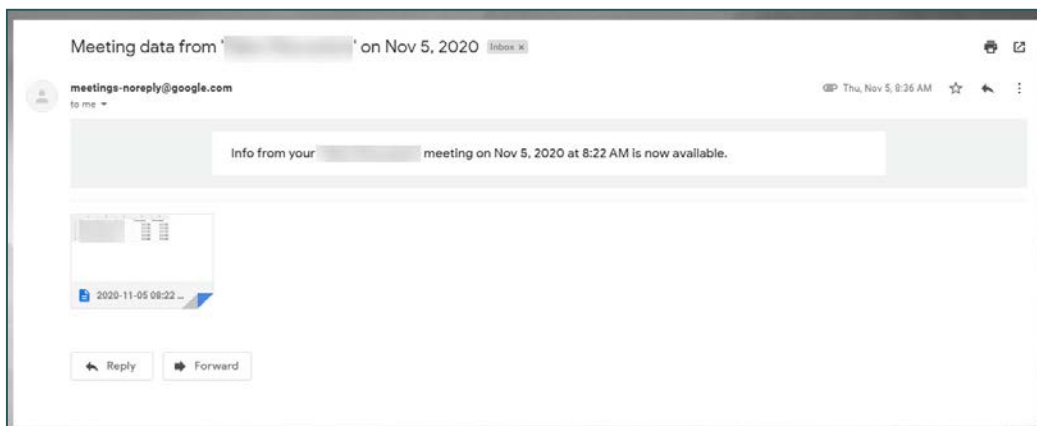 Meeting data from ' ' on Nov 5, 2020 Inbox x
meetings-noreply@google.com
Thu, Nov 5, 8:36 AM
to me
Info from your meeting on Nov 5, 2020 at 8:22 AM is now available.
2020-11-05 08:22 ...
Reply
Forward